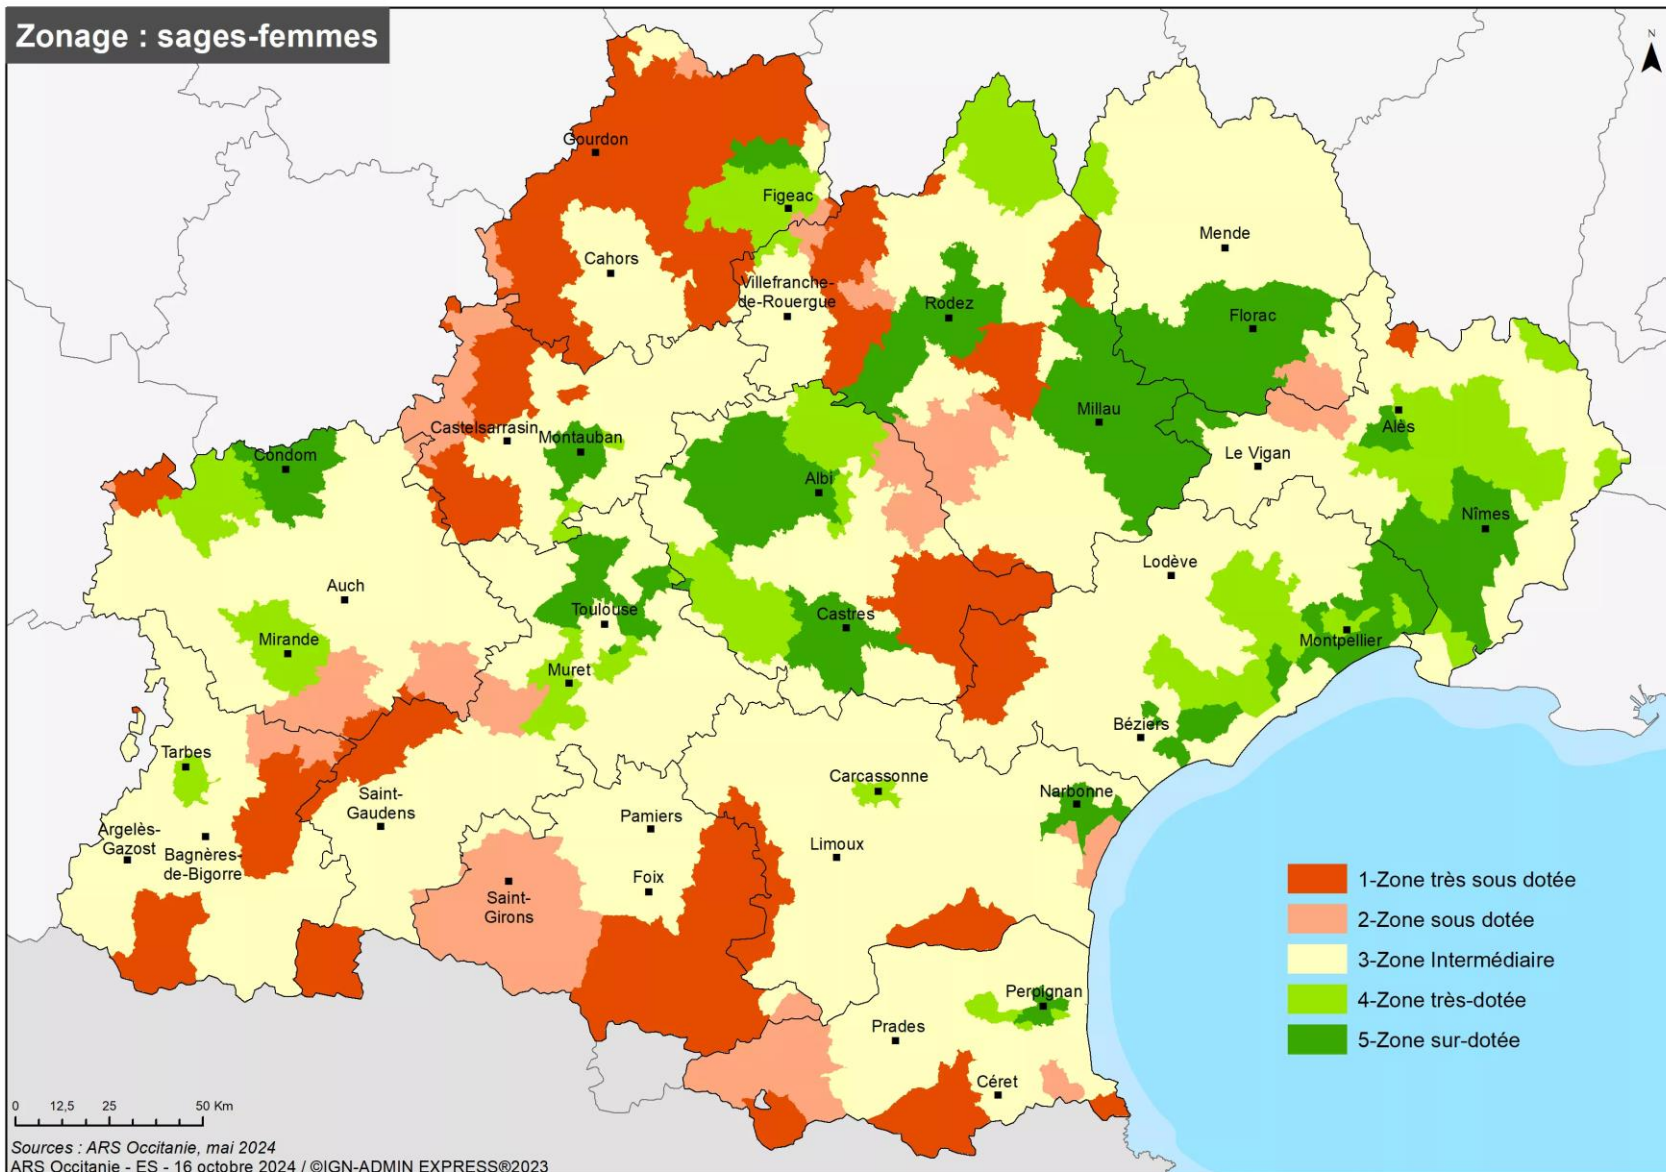 Zonage : sages-femmes
N
Gourdon
Figeac
Cahors
Mende
Villefranche-
de-Rouergue
Rodez
Florac
Castelsarrasin
Montauban
Millau
Alès
Le Vigan
Condom
Albi
Nîmes
Lodève
Auch
Toulouse
Castres
Mirande
Montpellier
Muret
Béziers
Tarbes
Carcassonne
Narbonne
Saint-
Gaudens
Pamiers
Argelès-
Gazost
Bagnères-
de-Bigorre
Limoux
Foix
Saint-
Girons
1-Zone très sous dotée
2-Zone sous dotée
3-Zone Intermédiaire
4-Zone très-dotée
5-Zone sur-dotée
Perpignan
Prades
Céret
0 12,5 25 50 Km
Sources : ARS Occitanie, mai 2024
ARS Occitanie - ES - 16 octobre 2024 / ©IGN-ADMIN EXPRESS®2023